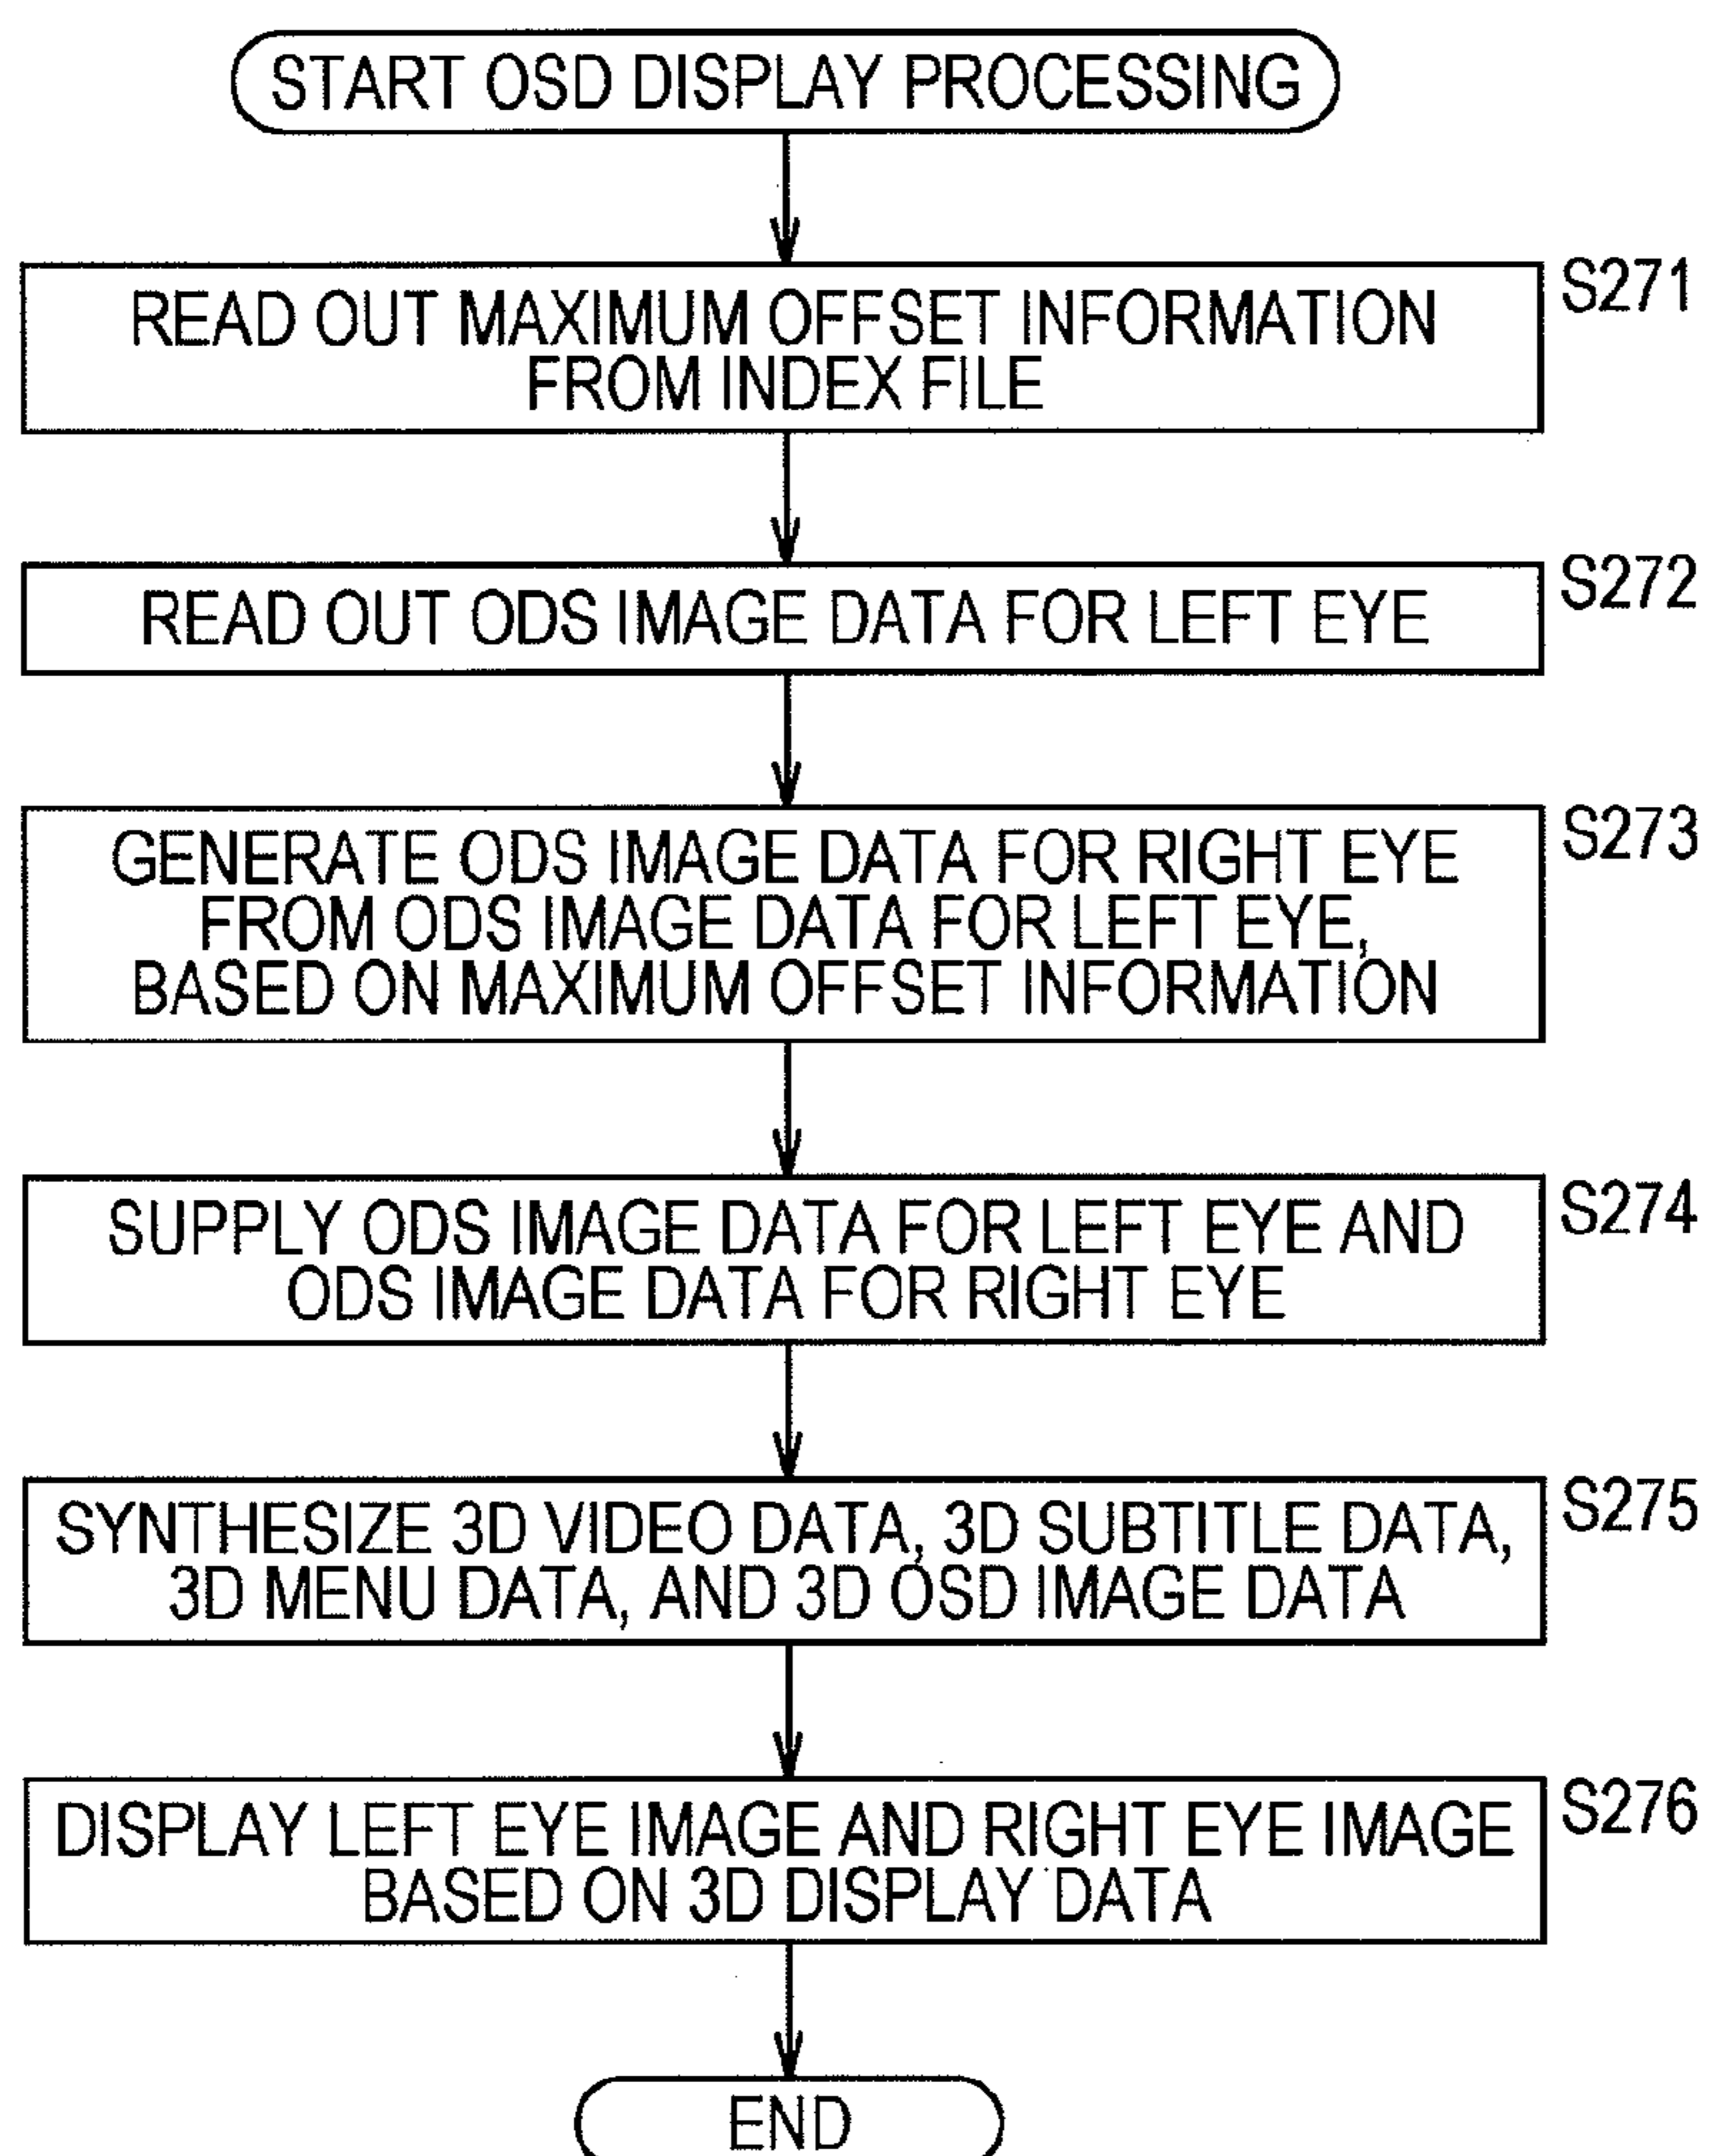 START OSD DISPLAY PROCESSING
READ OUT MAXIMUM OFFSET INFORMATION
FROM INDEX FILE
S271
READ OUT ODS IMAGE DATA FOR LEFT EYE
S272
GENERATE ODS IMAGE DATA FOR RIGHT EYE
FROM ODS IMAGE DATA FOR LEFT EYE,
BASED ON MAXIMUM OFFSET INFORMATION
S273
SUPPLY ODS IMAGE DATA FOR LEFT EYE AND
ODS IMAGE DATA FOR RIGHT EYE
S274
SYNTHESIZE 3D VIDEO DATA, 3D SUBTITLE DATA,
3D MENU DATA, AND 3D OSD IMAGE DATA
S275
DISPLAY LEFT EYE IMAGE AND RIGHT EYE IMAGE
BASED ON 3D DISPLAY DATA
S276
END